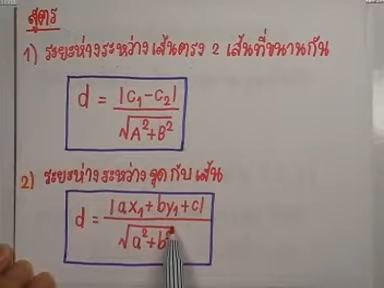 สูตร
1) ระยะห่างระหว่างเส้นตรง 2 เส้นที่ขนานกัน
d = |C₁-C₂| / √A²+B²
2) ระยะห่างระหว่างจุดกับเส้น
d = |ax₁+by₁+c| / √a²+b²